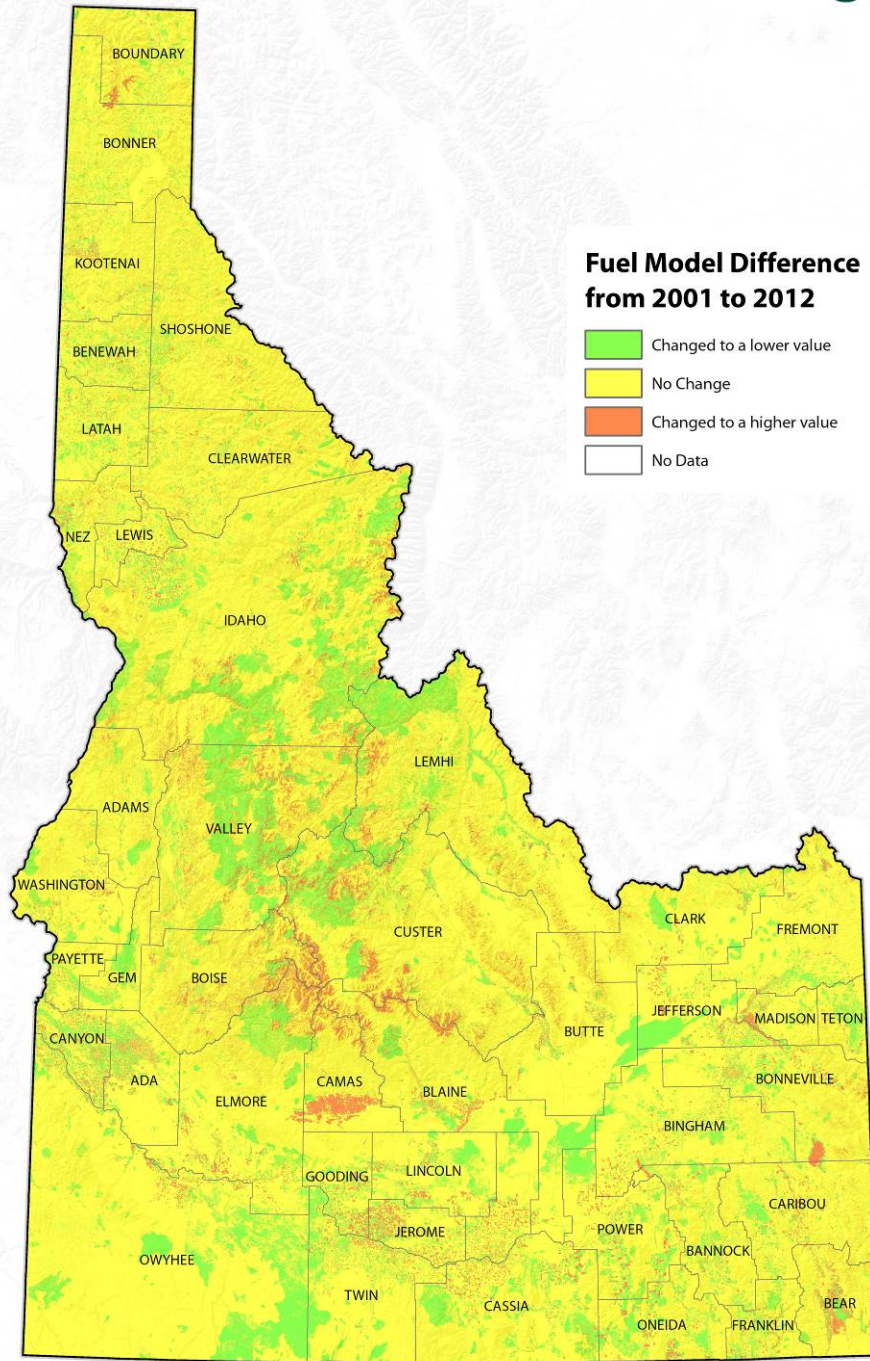 BOUNDARY
BONNER
KOOTENAI
Fuel Model Difference
from 2001 to 2012
Changed to a lower value
No Change
Changed to a higher value
No Data
SHOSHONE
BENEWAH
LATAH
CLEARWATER
NEZ
LEWIS
IDAHO
LEMHI
ADAMS
VALLEY
WASHINGTON
CLARK
FREMONT
CUSTER
PAYETTE
GEM
BOISE
JEFFERSON
MADISON
TETON
BUTTE
CANYON
ADA
CAMAS
BLAINE
BONNEVILLE
ELMORE
BINGHAM
GOODING
LINCOLN
CARIBOU
JEROME
POWER
BANNOCK
OWYHEE
TWIN
CASSIA
BEAR
ONEIDA
FRANKLIN